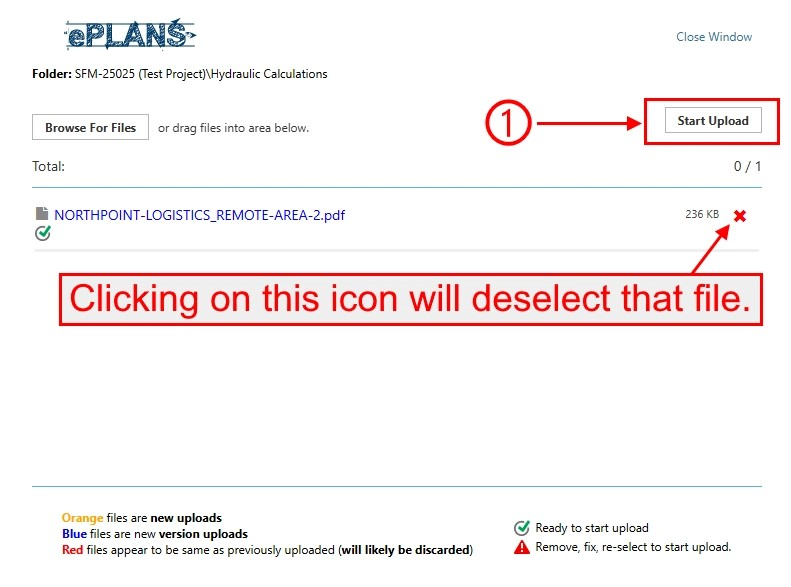 ePLANS
Close Window
Folder: SFM-25025 (Test Project)\Hydraulic Calculations
1
Start Upload
Browse For Files or drag files into area below.
Total: 0 / 1
NORTHPOINT-LOGISTICS_REMOTE-AREA-2.pdf 236 KB
Clicking on this icon will deselect that file.
Orange files are new uploads
Blue files are new version uploads
Red files appear to be same as previously uploaded (will likely be discarded)
Ready to start upload
Remove, fix, re-select to start upload.